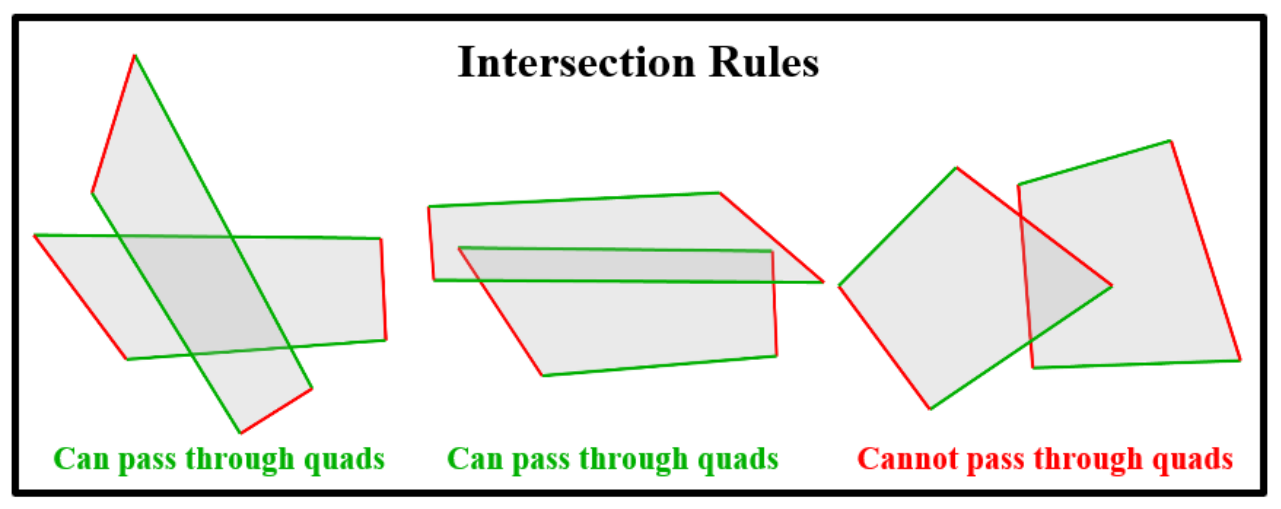 Intersection Rules
Can pass through quads
Can pass through quads
Cannot pass through quads